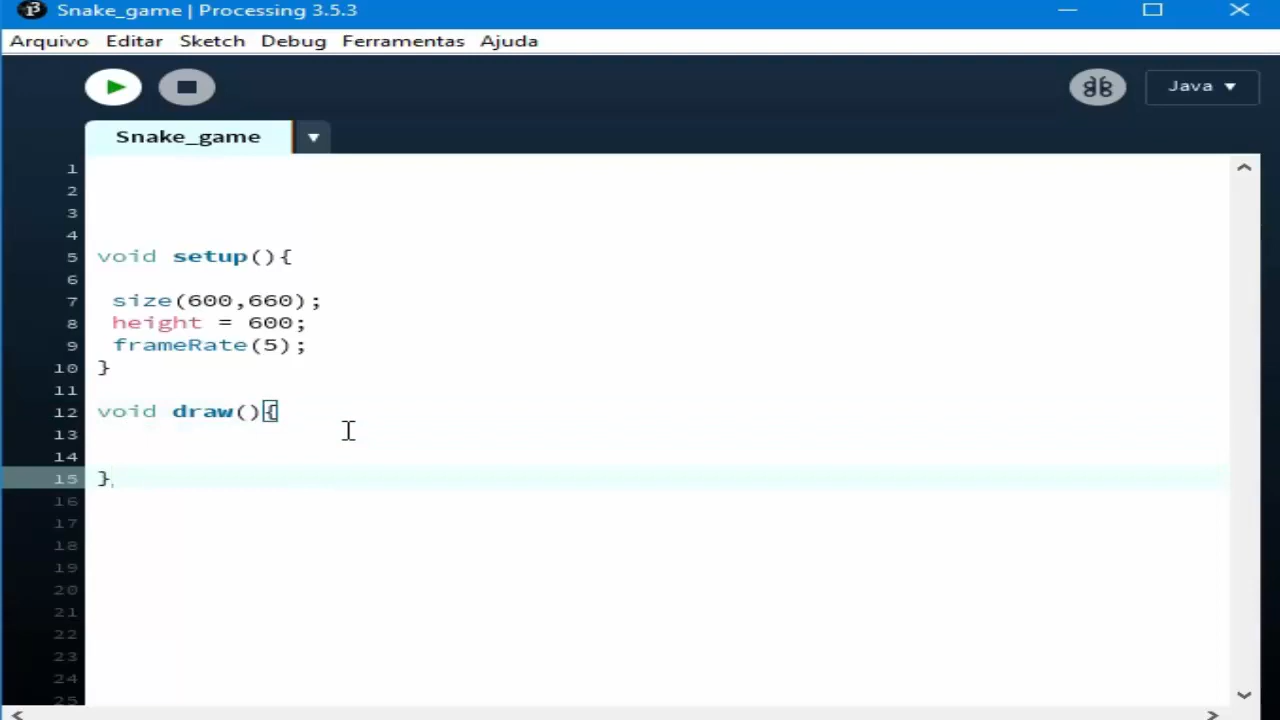 Snake_game | Processing 3.5.3
Arquivo Editar Sketch Debug Ferramentas Ajuda
Java
Snake_game
1
2
3
4
5 void setup(){
6
7 size(600,660);
8 height = 600;
9 frameRate(5);
10 }
11
12 void draw(){
13
14
15 }
16
17
18
19
20
21
22
23
24
25